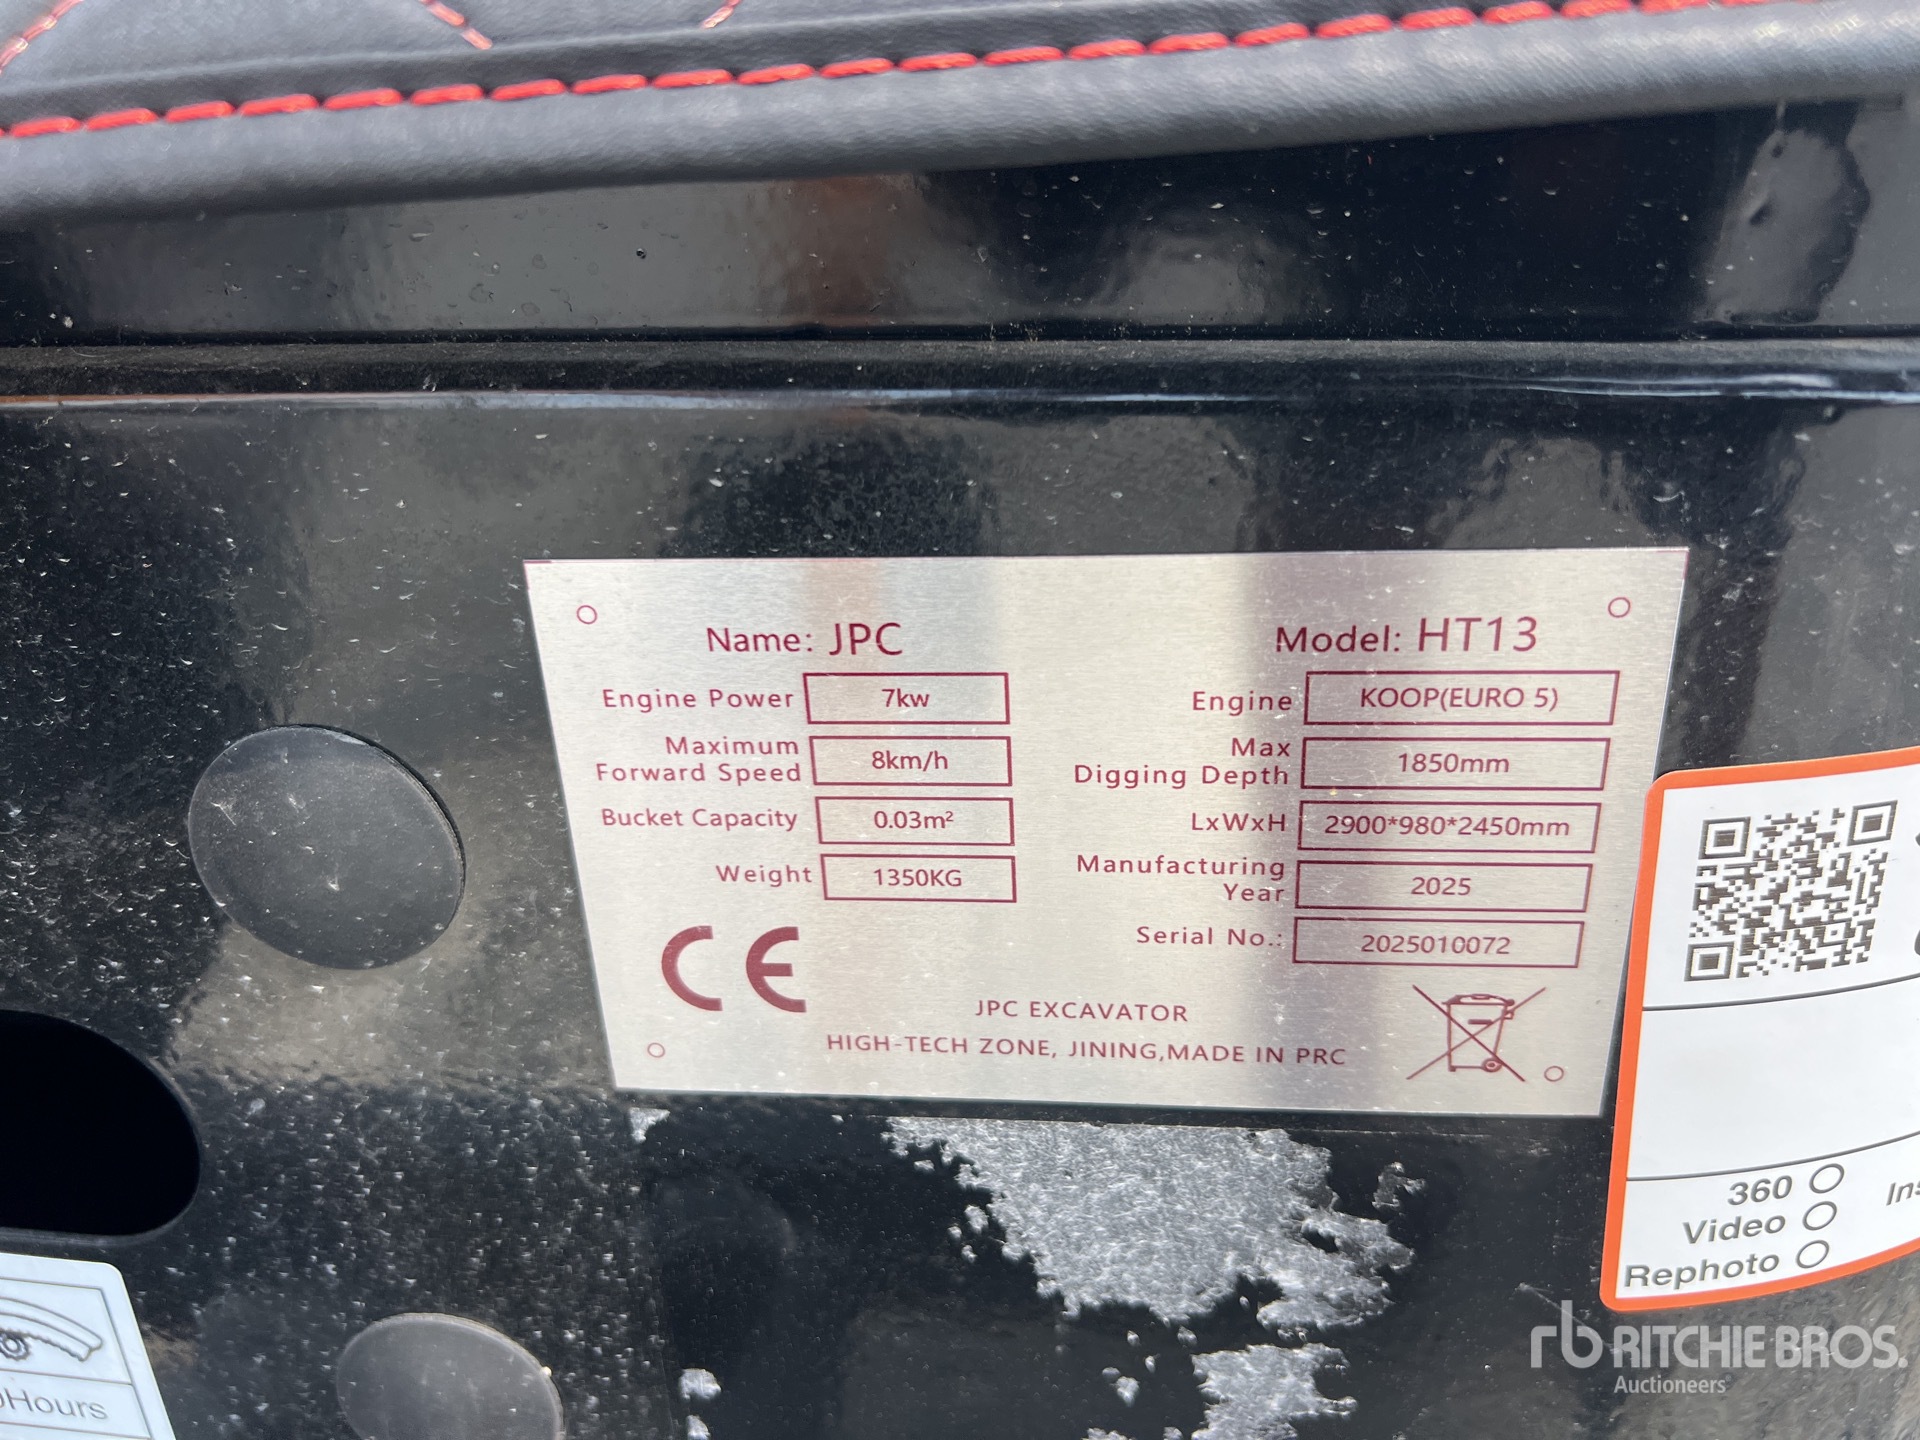 Name: JPC
Model: HT13
Engine Power 7kw
Engine KOOP(EURO 5)
Maximum Forward Speed 8km/h
Max Digging Depth 1850mm
Bucket Capacity 0.03m²
LxWxH 2900*980*2450mm
Weight 1350KG
Manufacturing Year 2025
Serial No.: 2025010072
CE
JPC EXCAVATOR
HIGH-TECH ZONE, JINING,MADE IN PRC
360
Video
Rephoto
Hours
rb RITCHIE BROS.
Auctioneers